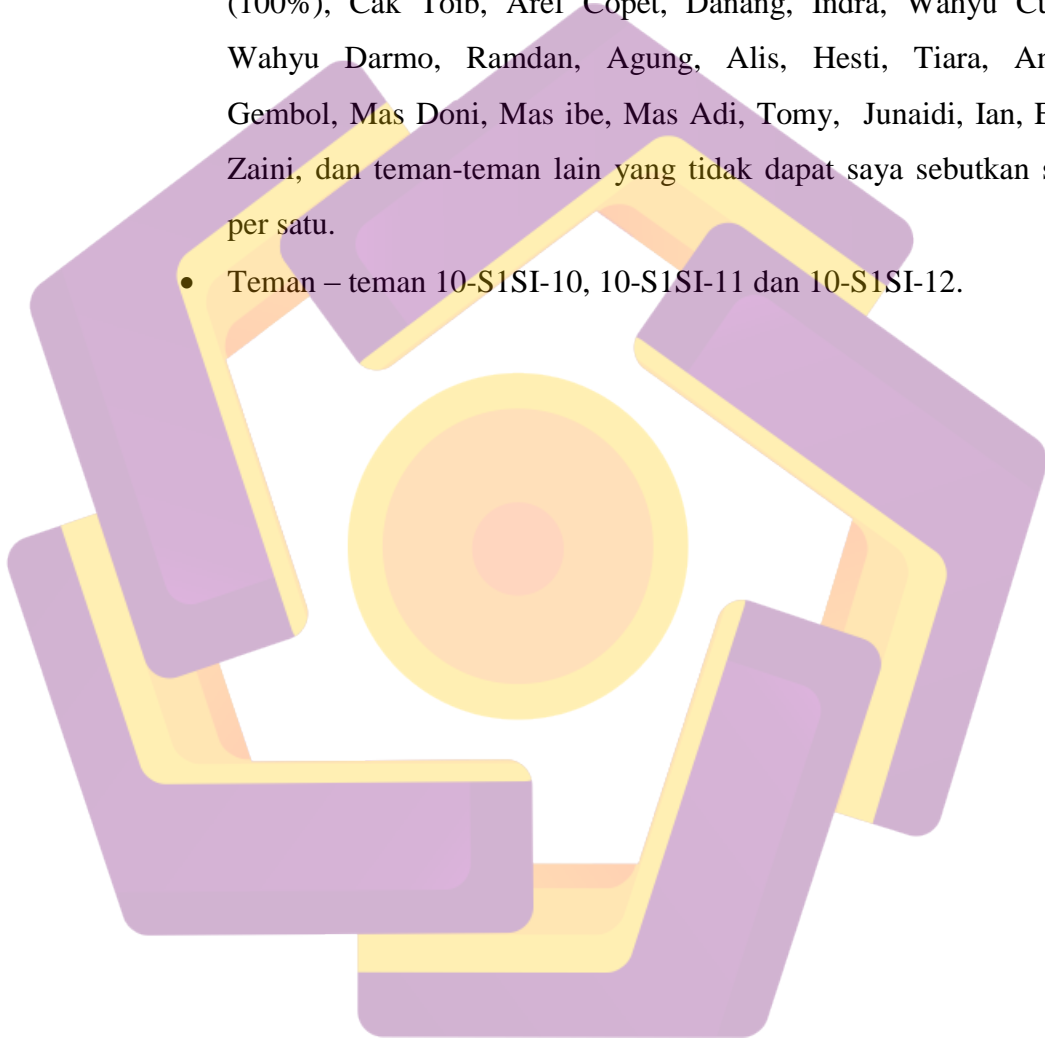 (100%), Cak Toib, Aref Copet, Danang, Indra, Wahyu
Wahyu Darmo, Ramdan, Agung, Alis, Hesti, Tiara,
Gembol, Mas Doni, Mas ibe, Mas Adi, Tomy, Junaidi, Ian,
Zaini, dan teman-teman lain yang tidak dapat saya sebutkan
per satu.
• Teman – teman 10-S1SI-10, 10-S1SI-11 dan 10-S1SI-12.